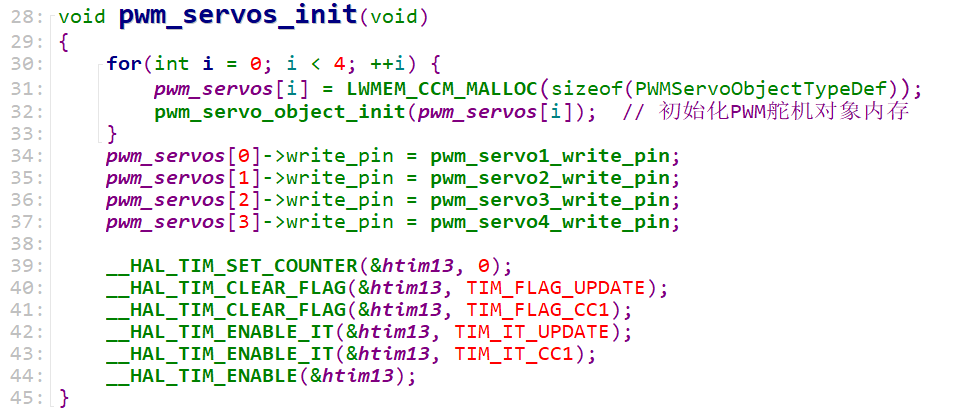 28: void pwm_servos_init(void)
29: {
30:     for(int i = 0; i < 4; ++i) {
31:         pwm_servos[i] = LWMEM_CCM_MALLOC(sizeof(PWMServoObjectTypeDef));
32:         pwm_servo_object_init(pwm_servos[i]);  // 初始化PWM舵机对象内存
33:     }
34:     pwm_servos[0]->write_pin = pwm_servo1_write_pin;
35:     pwm_servos[1]->write_pin = pwm_servo2_write_pin;
36:     pwm_servos[2]->write_pin = pwm_servo3_write_pin;
37:     pwm_servos[3]->write_pin = pwm_servo4_write_pin;
38:
39:     __HAL_TIM_SET_COUNTER(&htim13, 0);
40:     __HAL_TIM_CLEAR_FLAG(&htim13, TIM_FLAG_UPDATE);
41:     __HAL_TIM_CLEAR_FLAG(&htim13, TIM_FLAG_CC1);
42:     __HAL_TIM_ENABLE_IT(&htim13, TIM_IT_UPDATE);
43:     __HAL_TIM_ENABLE_IT(&htim13, TIM_IT_CC1);
44:     __HAL_TIM_ENABLE(&htim13);
45: }